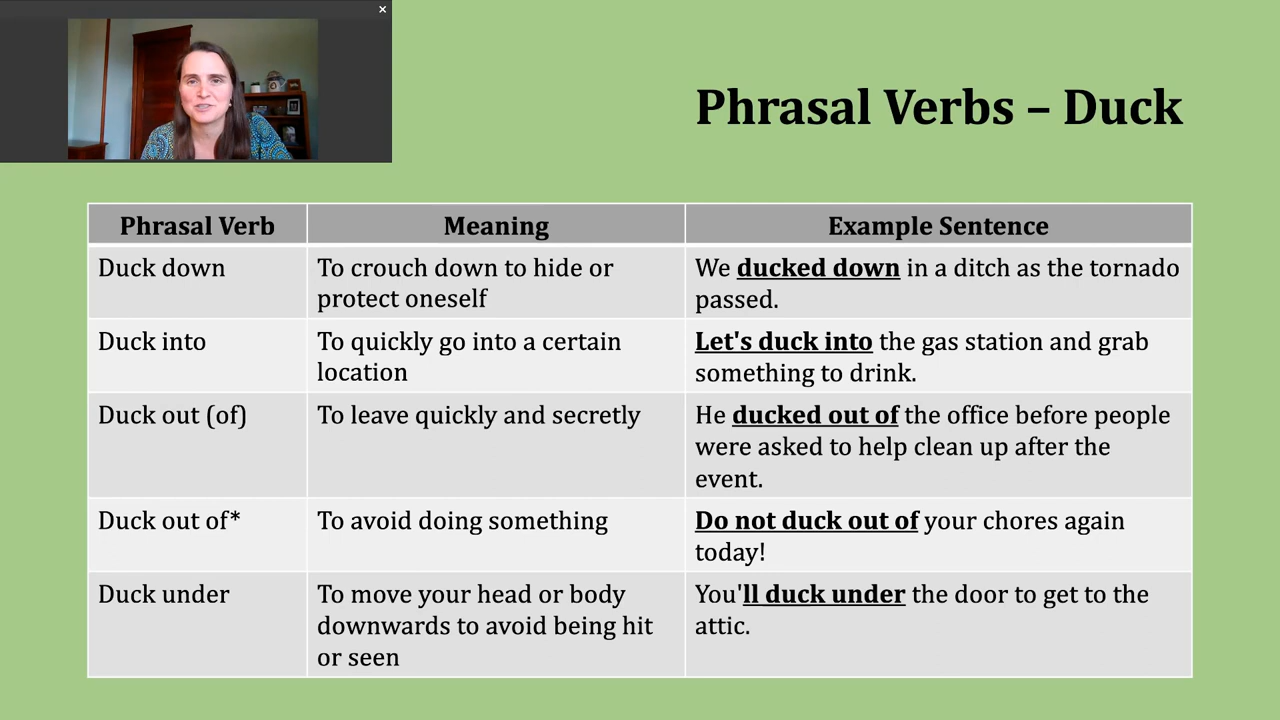 Phrasal Verbs – Duck
Phrasal Verb Meaning Example Sentence
Duck down
To crouch down to hide or
protect oneself
We ducked down in a ditch as the tornado
passed.
Duck into
To quickly go into a certain
location
Let's duck into the gas station and grab
something to drink.
Duck out (of)
To leave quickly and secretly
He ducked out of the office before people
were asked to help clean up after the
event.
Duck out of*
To avoid doing something
Do not duck out of your chores again
today!
Duck under
To move your head or body
downwards to avoid being hit
or seen
You'll duck under the door to get to the
attic.